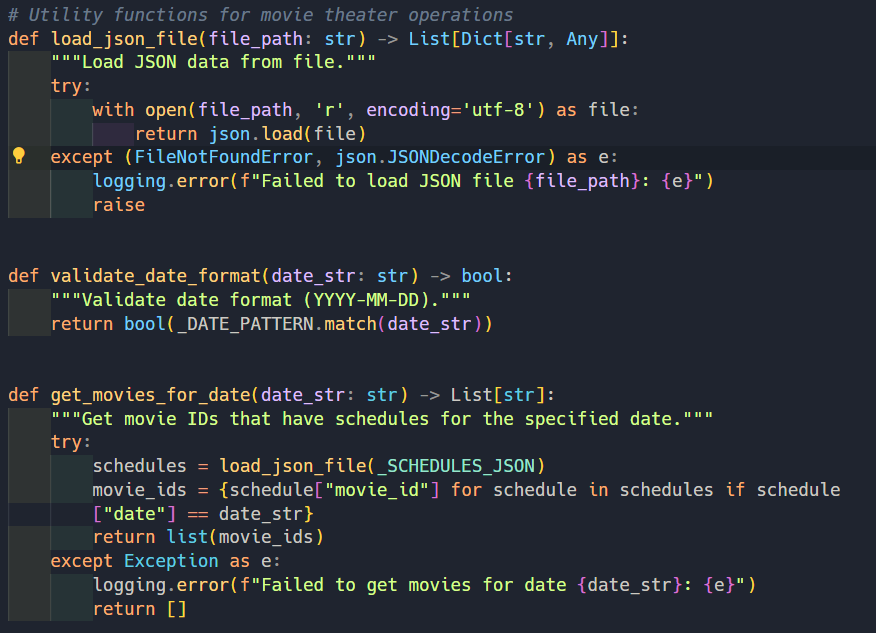 # Utility functions for movie theater operations
def load_json_file(file_path: str) -> List[Dict[str, Any]]:
    """Load JSON data from file."""
    try:
        with open(file_path, 'r', encoding='utf-8') as file:
            return json.load(file)
    except (FileNotFoundError, json.JSONDecodeError) as e:
        logging.error(f"Failed to load JSON file {file_path}: {e}")
        raise
def validate_date_format(date_str: str) -> bool:
    """Validate date format (YYYY-MM-DD)."""
    return bool(_DATE_PATTERN.match(date_str))
def get_movies_for_date(date_str: str) -> List[str]:
    """Get movie IDs that have schedules for the specified date."""
    try:
        schedules = load_json_file(_SCHEDULES_JSON)
        movie_ids = {schedule["movie_id"] for schedule in schedules if schedule
        ["date"] == date_str}
        return list(movie_ids)
    except Exception as e:
        logging.error(f"Failed to get movies for date {date_str}: {e}")
        return []